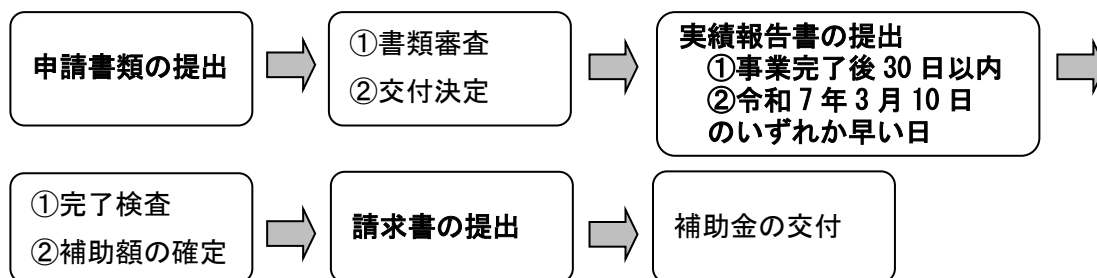 申請書類の提出
①書類審査
②交付決定
実績報告書の提出
①事業完了後 30 日以内
②令和 7 年 3 月 10 日
のいずれか早い日
①完了検査
②補助額の確定
請求書の提出
補助金の交付